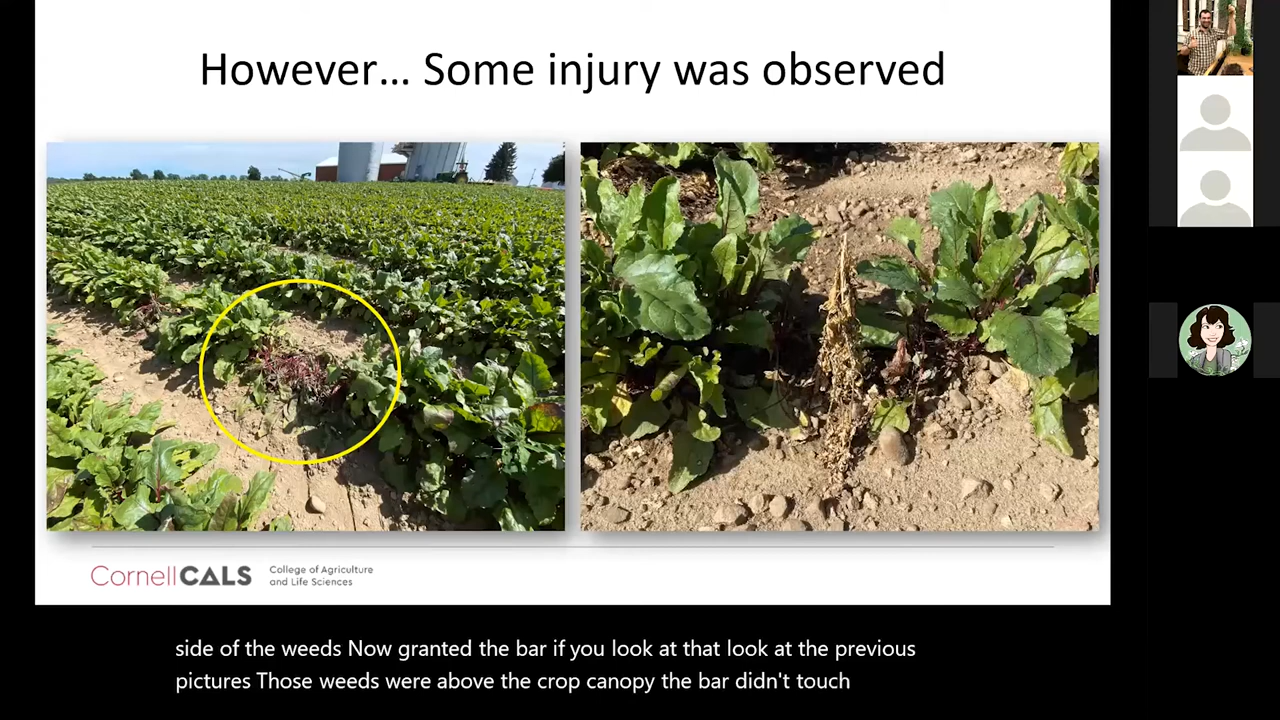 However... Some injury was observed
CornellCALS
College of Agriculture
and Life Sciences
side of the weeds Now granted the bar if you look at that look at the previous
pictures Those weeds were above the crop canopy the bar didn't touch